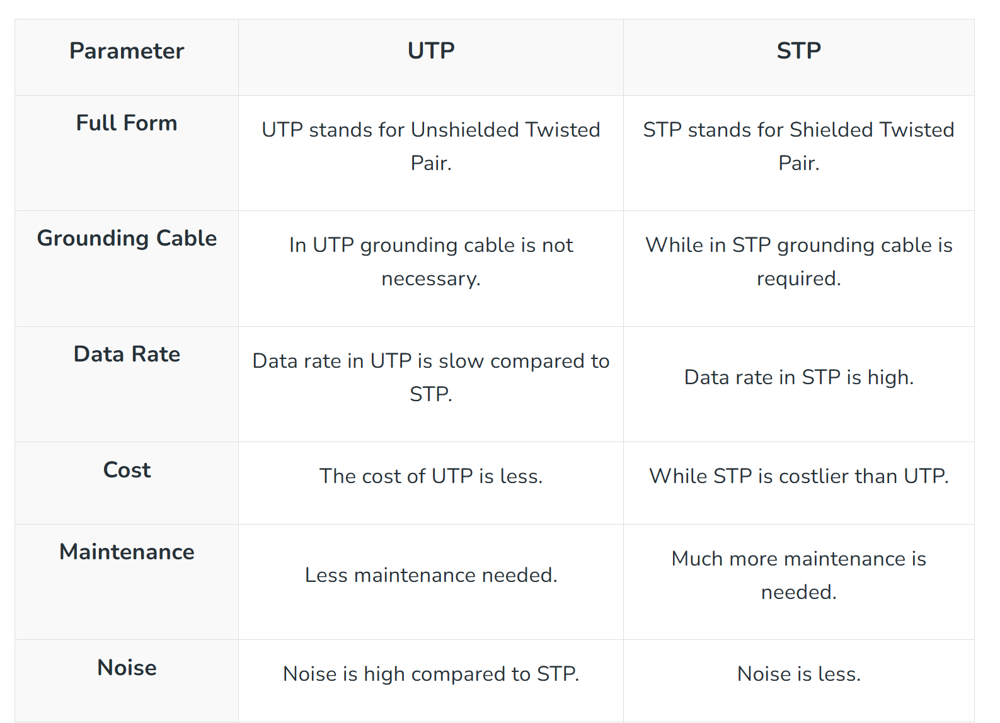 Parameter UTP STP
Full Form
UTP stands for Unshielded Twisted
Pair.
STP stands for Shielded Twisted
Pair.
Grounding Cable
In UTP grounding cable is not
necessary.
While in STP grounding cable is
required.
Data Rate
Data rate in UTP is slow compared to
STP.
Data rate in STP is high.
Cost
The cost of UTP is less.
While STP is costlier than UTP.
Maintenance
Less maintenance needed.
Much more maintenance is
needed.
Noise
Noise is high compared to STP.
Noise is less.